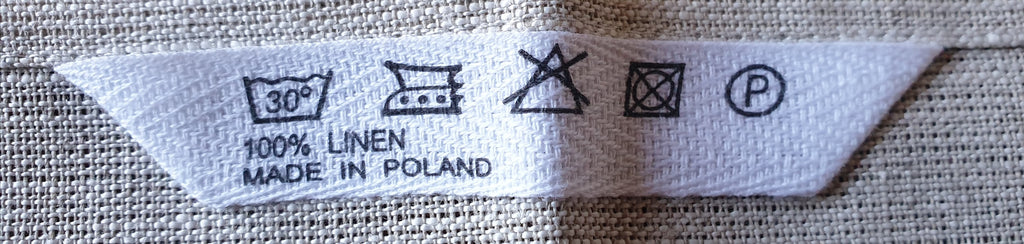 30° P
100% LINEN
MADE IN POLAND